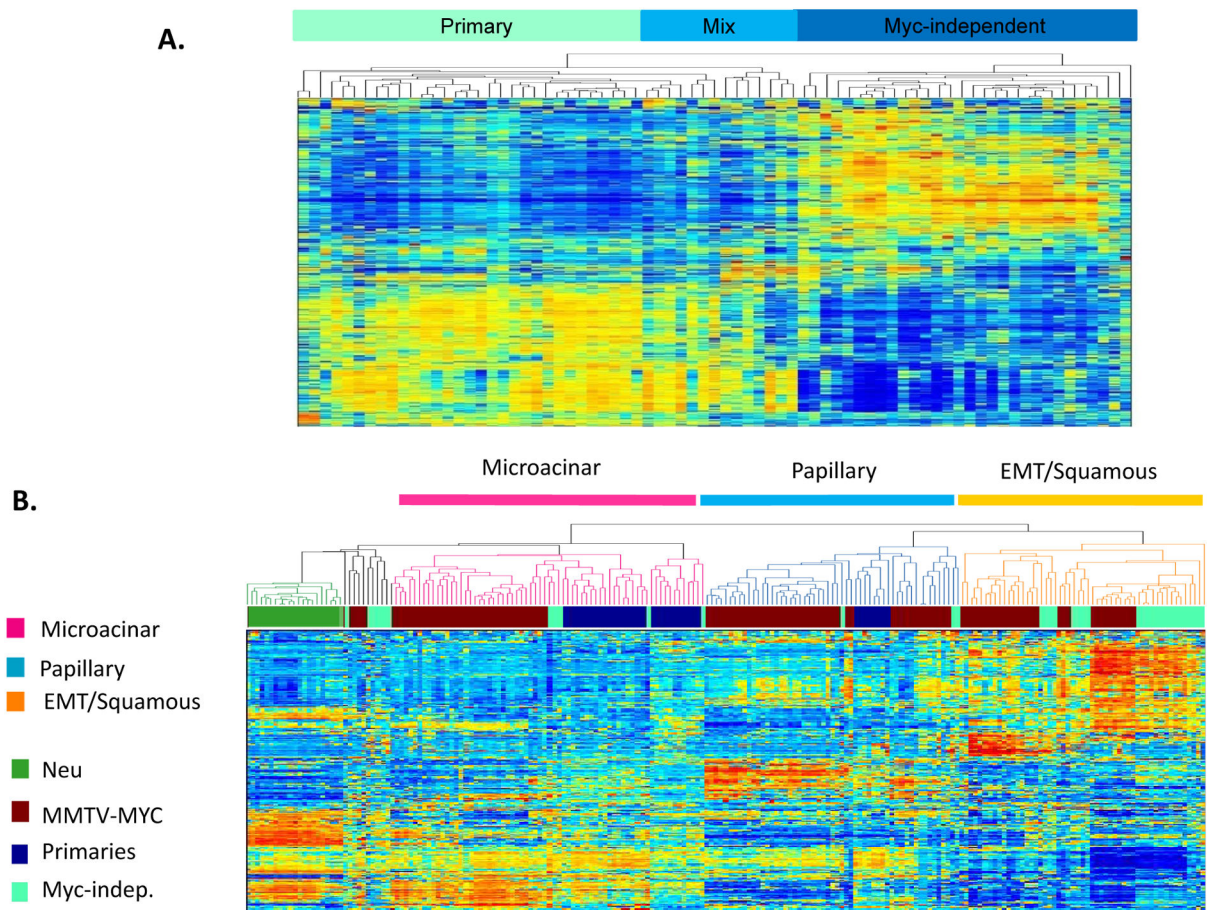 A.
Primary Mix Myc-independent
Microacinar Papillary EMT/Squamous
B.
Microacinar
Papillary
EMT/Squamous
Neu
MMTV-MYC
Primaries
Myc-indep.